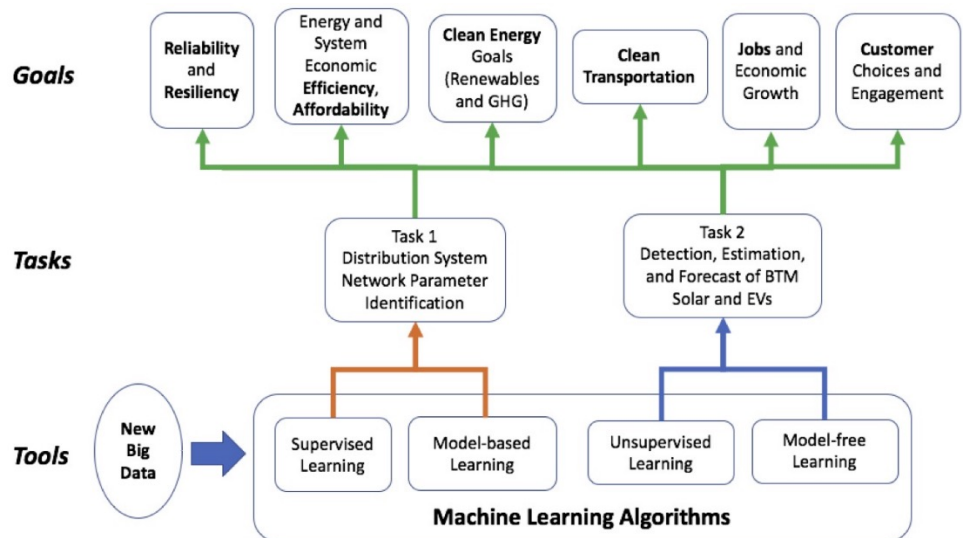 Goals
Reliability
and
Resiliency
Energy and
System
Economic
Efficiency,
Affordability
Clean Energy
Goals
(Renewables
and GHG)
Clean
Transportation
Jobs and
Economic
Growth
Customer
Choices and
Engagement
Tasks
Task 1
Distribution System
Network Parameter
Identification
Task 2
Detection, Estimation,
and Forecast of BTM
Solar and EVs
Tools
New
Big
Data
Supervised
Learning
Model-based
Learning
Unsupervised
Learning
Model-free
Learning
Machine Learning Algorithms